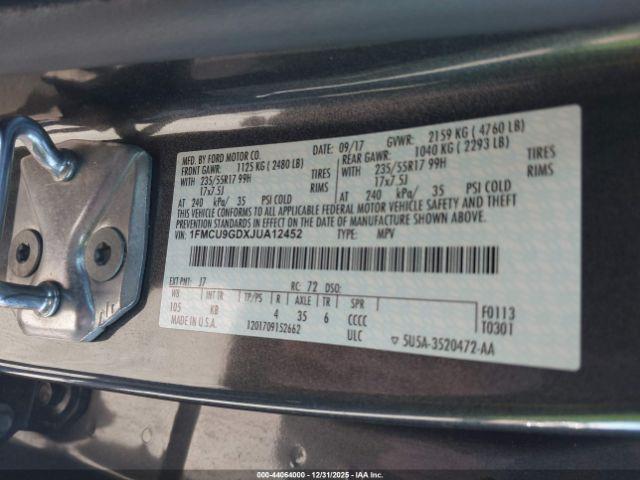 MFD. BY FORD MOTOR CO. DATE: 09/17 GVWR: 2159 KG ( 4760 LB)
FRONT GAWR: 1125 KG ( 2480 LB) REAR GAWR: 1040 KG ( 2293 LB)
WITH 235/55R17 99H TIRES WITH 235/55R17 99H TIRES
17x7.5J RIMS 17x7.5J RIMS
AT 240 kPa/ 35 PSI COLD AT 240 kPa/ 35 PSI COLD
THIS VEHICLE CONFORMS TO ALL APPLICABLE FEDERAL MOTOR VEHICLE SAFETY AND THEFT
PREVENTION STANDARDS IN EFFECT ON THE DATE OF MANUFACTURE SHOWN ABOVE.
VIN: 1FMCU9GDXJUA12452 TYPE: MPV
EXT PNT: J7 RC: 72 DSO:
WB INT TR TP/PS R AXLE TR SPR F0113
105 KB 4 35 6 CCCC T0301
MADE IN U.S.A. 1201709152662 ULC ▽ 5U5A-3520472-AA
000-44064000 - 12/31/2025 - IAA Inc.